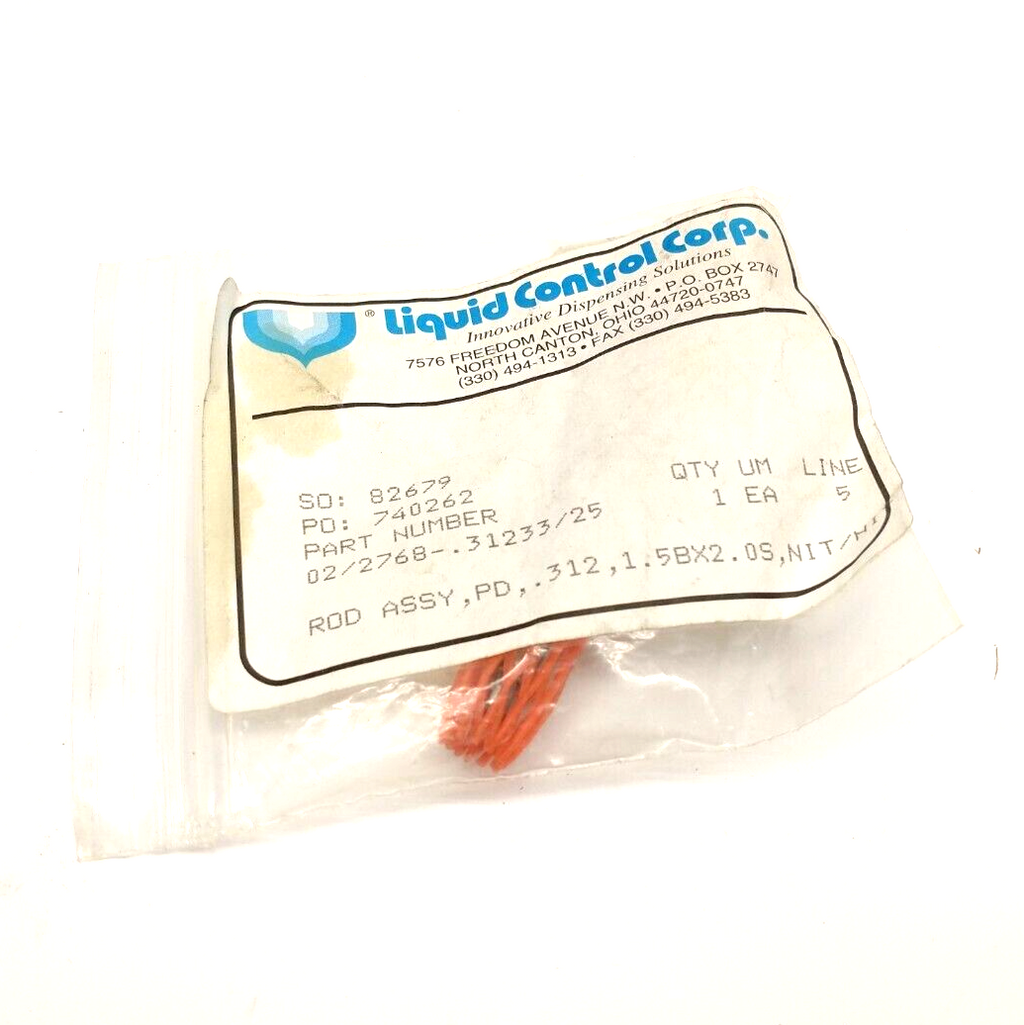 ® Liquid Control Corp.
Innovative Dispensing Solutions
7576 FREEDOM AVENUE N.W. • P.O. BOX 2747
NORTH CANTON, OHIO 44720-0747
(330) 494-1313 • FAX (330) 494-5383
SO: 82679
PO: 740262
QTY UM LINE
1 EA 5
PART NUMBER
02/2768-.31233/25
ROD ASSY,PD,.312,1.5BX2.0S,NIT/